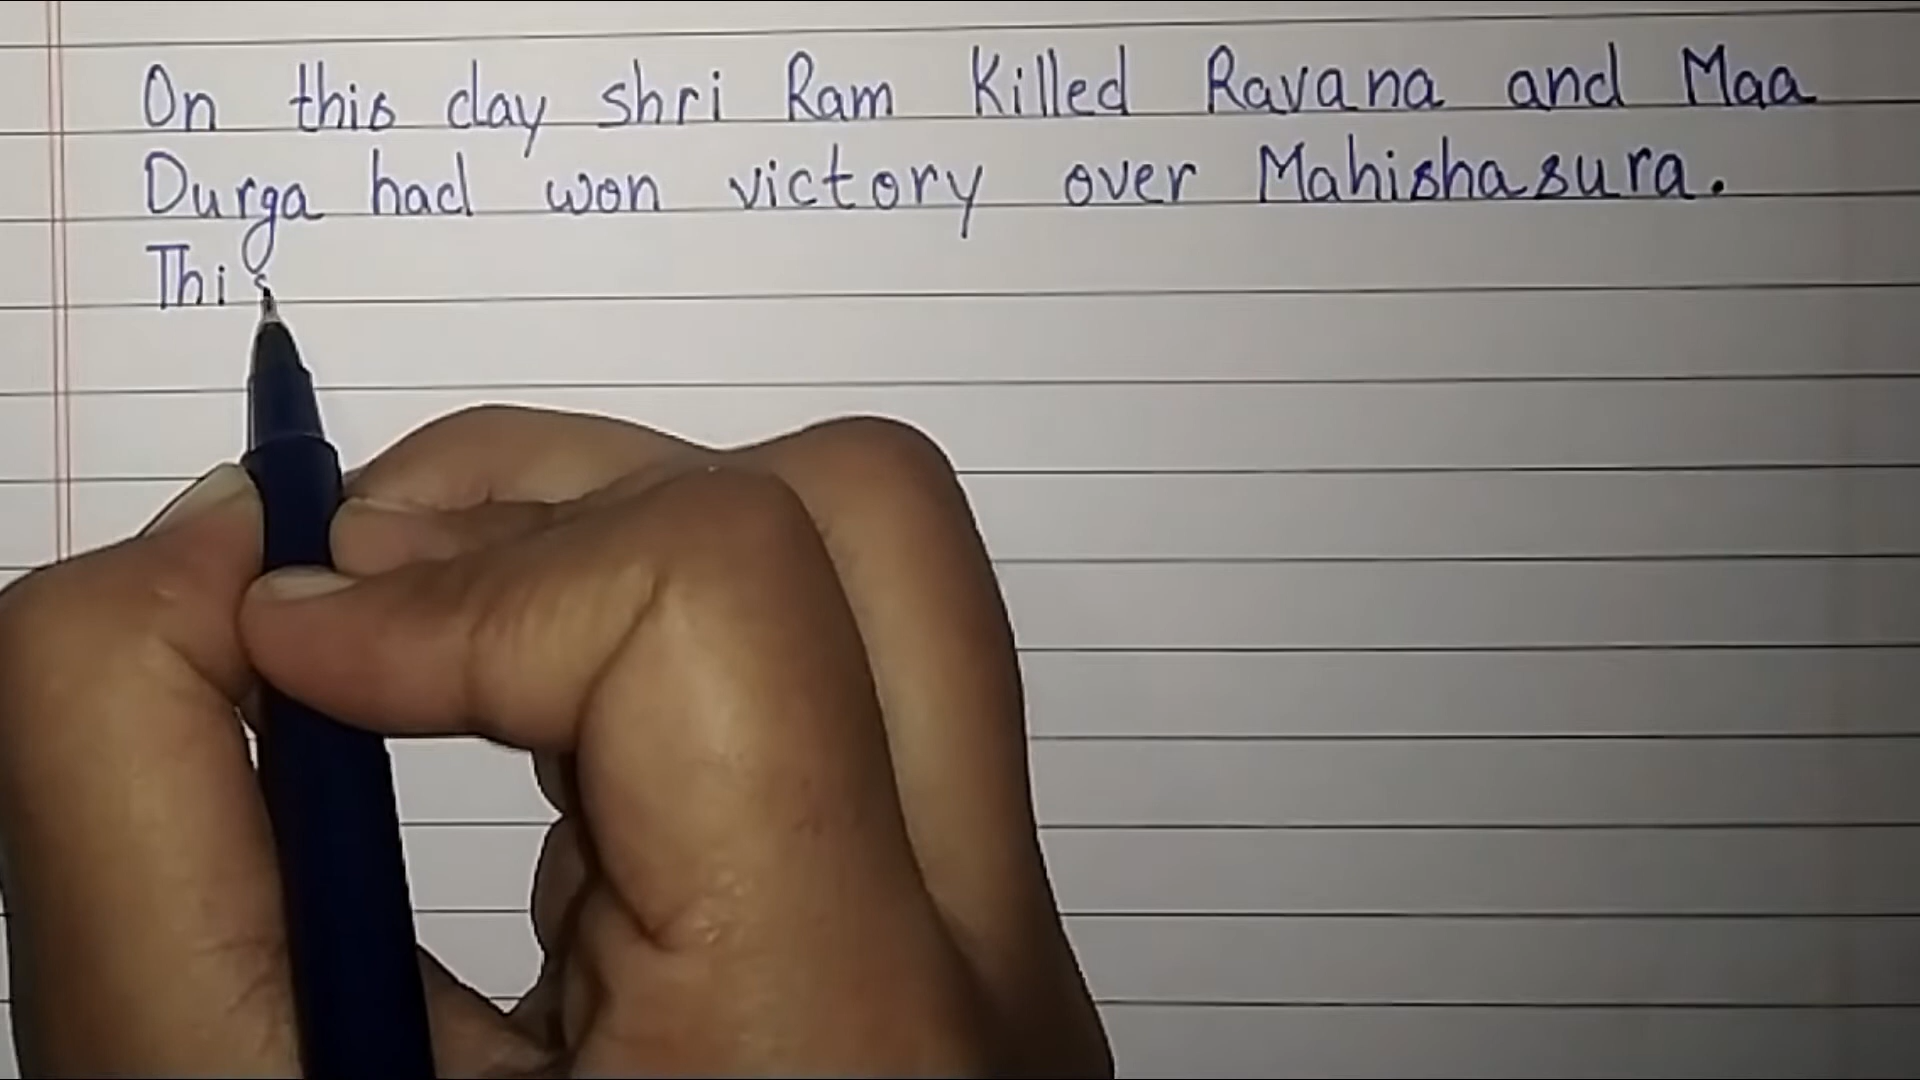 On this day shri Ram Killed Ravana and Maa
Durga had won victory over Mahishasura.
This